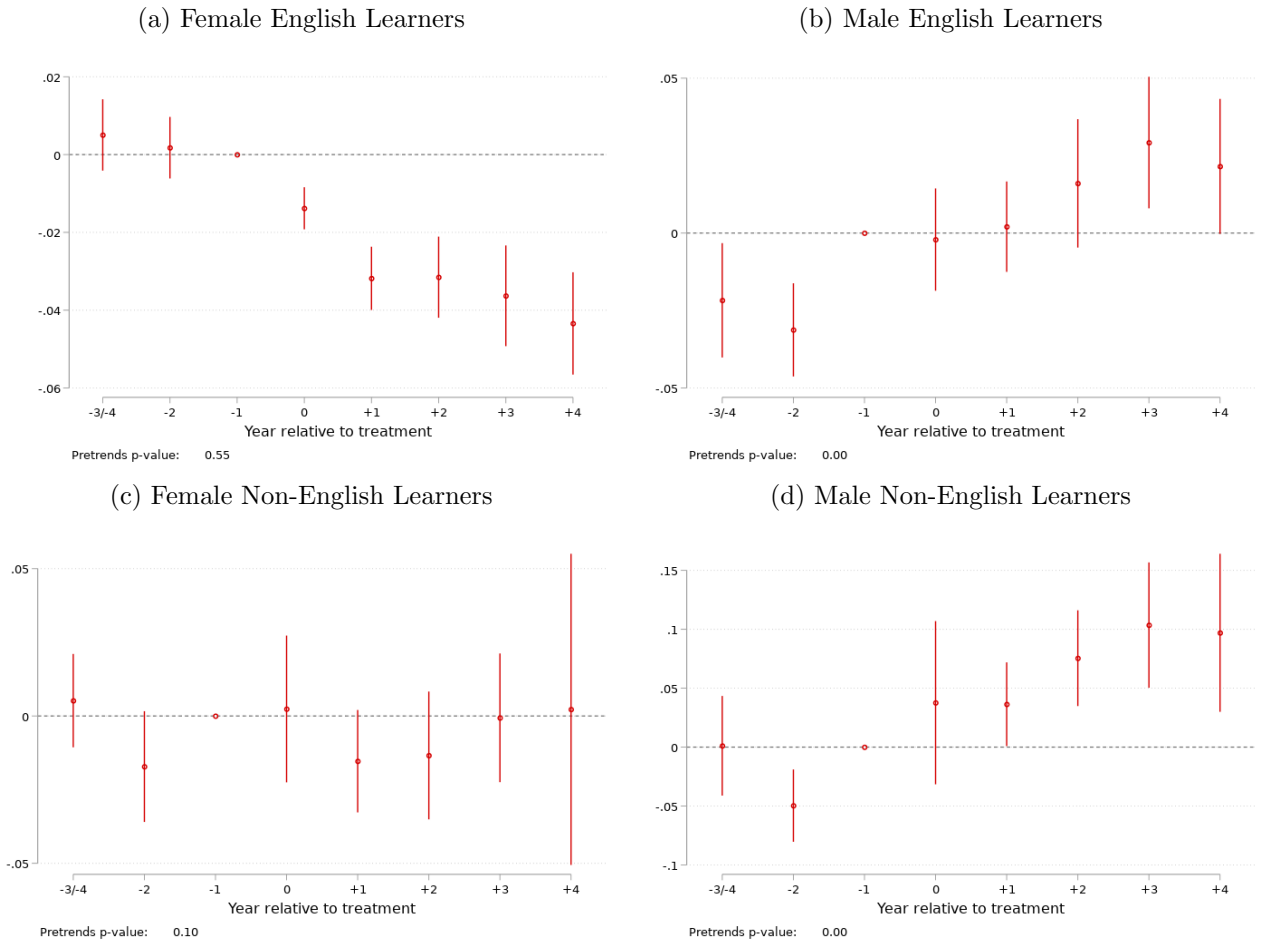 (a) Female English Learners
.02
0
-.02
-.04
-.06
-3/-4 -2 -1 0 +1 +2 +3 +4
Year relative to treatment
Pretrends p-value: 0.55
(b) Male English Learners
.05
0
-.05
-3/-4 -2 -1 0 +1 +2 +3 +4
Year relative to treatment
Pretrends p-value: 0.00
(c) Female Non-English Learners
.05
0
-.05
-3/-4 -2 -1 0 +1 +2 +3 +4
Year relative to treatment
Pretrends p-value: 0.10
(d) Male Non-English Learners
.15
.1
.05
0
-.05
-.1
-3/-4 -2 -1 0 +1 +2 +3 +4
Year relative to treatment
Pretrends p-value: 0.00